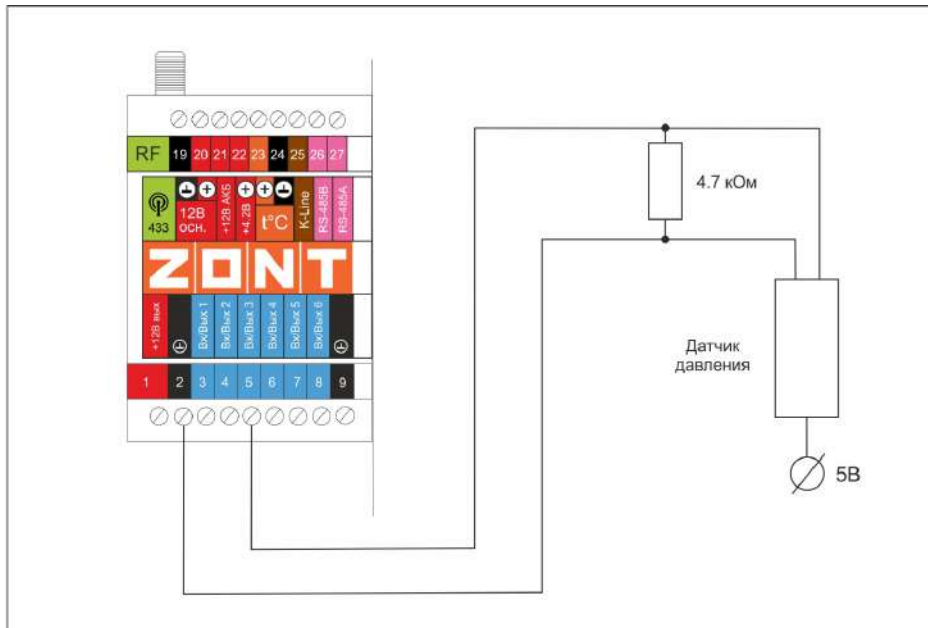 RF 19 20 21 22 23 24 25 26 27
433
12В
осн.
+12В АКБ
+4.2В
t°C
K-Line
RS-485B
RS-485A
ZONT
+12В вых
Вх/Вых 1
Вх/Вых 2
Вх/Вых 3
Вх/Вых 4
Вх/Вых 5
Вх/Вых 6
1 2 3 4 5 6 7 8 9
4.7 кОм
Датчик
давления
5В